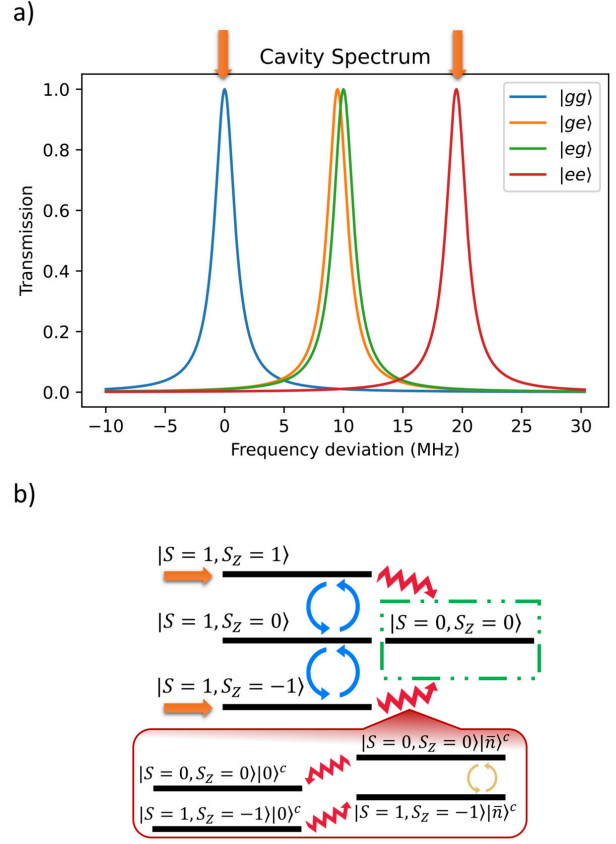 a)
Cavity Spectrum
1.0
0.8
0.6
0.4
0.2
0.0
Transmission
|gg⟩
|ge⟩
|eg⟩
|ee⟩
−10 −5 0 5 10 15 20 25 30
Frequency deviation (MHz)
b)
|S = 1, S_Z = 1⟩
|S = 1, S_Z = 0⟩
|S = 0, S_Z = 0⟩
|S = 1, S_Z = −1⟩
|S = 0, S_Z = 0⟩|n̄⟩ᶜ
|S = 0, S_Z = 0⟩|0⟩ᶜ
|S = 1, S_Z = −1⟩|0⟩ᶜ
|S = 1, S_Z = −1⟩|n̄⟩ᶜ